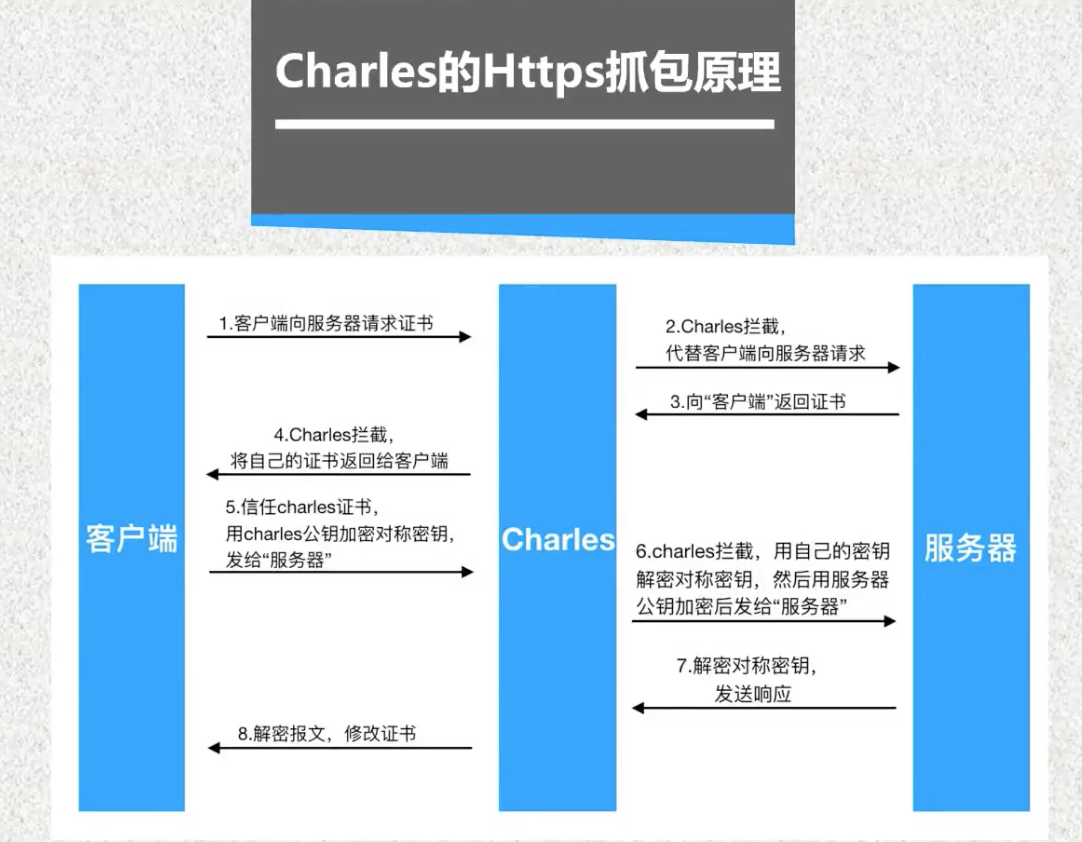 Charles的Https抓包原理
1.客户端向服务器请求证书
2.Charles拦截，
代替客户端向服务器请求
3.向“客户端”返回证书
4.Charles拦截，
将自己的证书返回给客户端
5.信任charles证书，
用charles公钥加密对称密钥，
发给“服务器”
客户端
Charles
服务器
6.charles拦截，用自己的密钥
解密对称密钥，然后用服务器
公钥加密后发给“服务器”
7.解密对称密钥，
发送响应
8.解密报文，修改证书